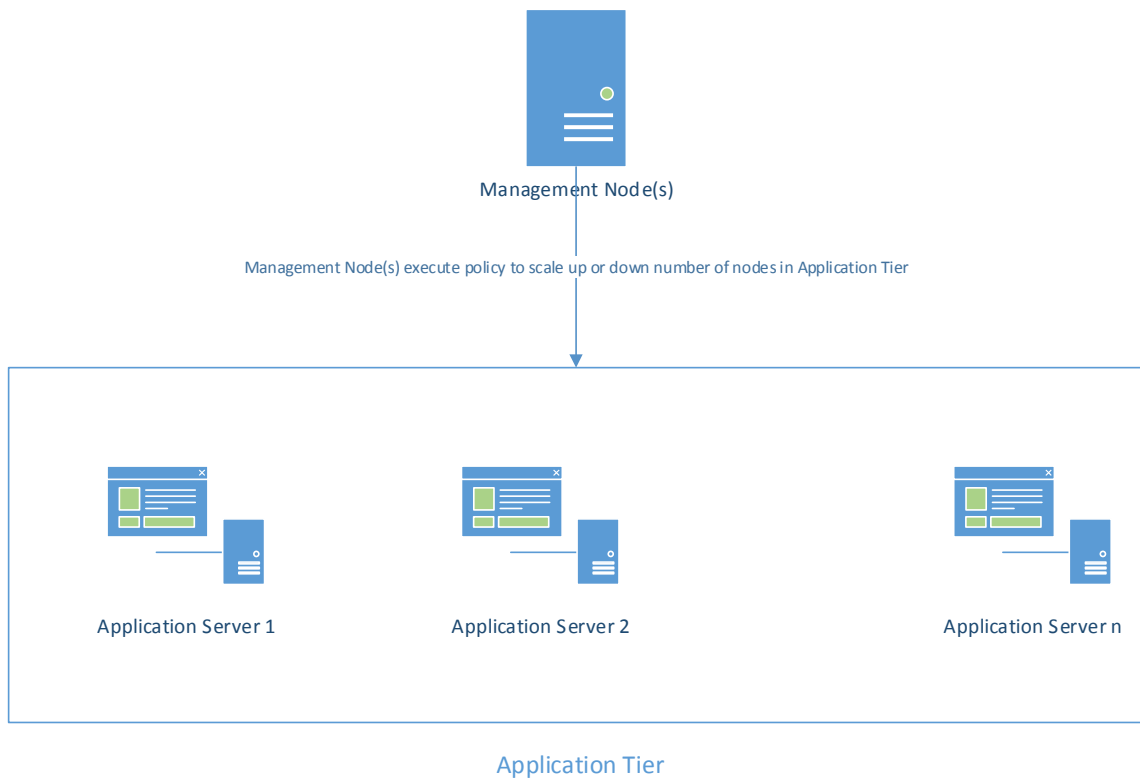 Management Node(s)
Management Node(s) execute policy to scale up or down number of nodes in Application Tier
Application Server 1
Application Server 2
Application Server n
Application Tier